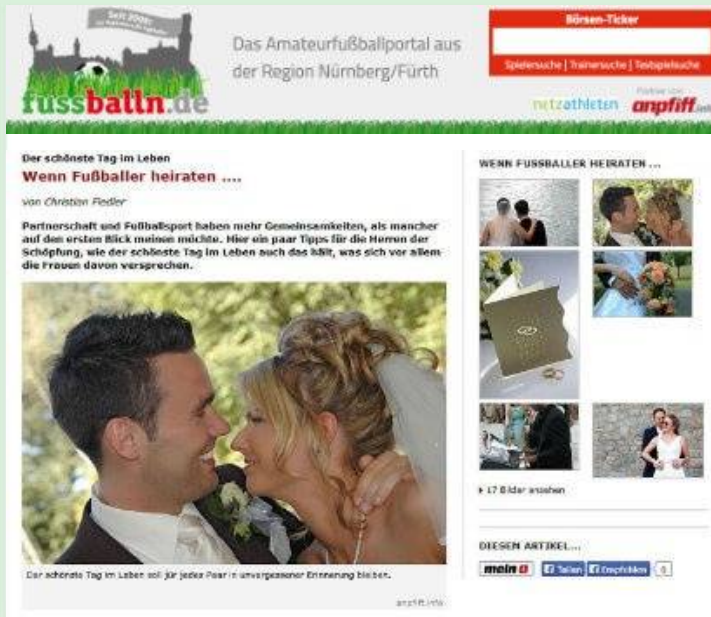 Seit 2008:
fussballn.de
Das Amateurfußballportal aus
der Region Nürnberg/Fürth
Börsen-Ticker
Spielersuche | Trainersuche | Testspielsuche
Partner von:
netzathleten
anpfiff.info
Der schönste Tag im Leben
Wenn Fußballer heiraten ....
von Christian Fiedler
Partnerschaft und Fußballsport haben mehr Gemeinsamkeiten, als mancher
auf den ersten Blick meinen möchte. Hier ein paar Tipps für die Herren der
Schöpfung, wie der schönste Tag im Leben auch das hält, was sich vor allem
die Frauen davon versprechen.
Der schönste Tag im Leben soll für jedes Paar in unvergessener Erinnerung bleiben.
anpfiff.info
WENN FUSSBALLER HEIRATEN ...
17 Bilder ansehen
DIESEN ARTIKEL...
mein
Teilen
Empfehlen
0